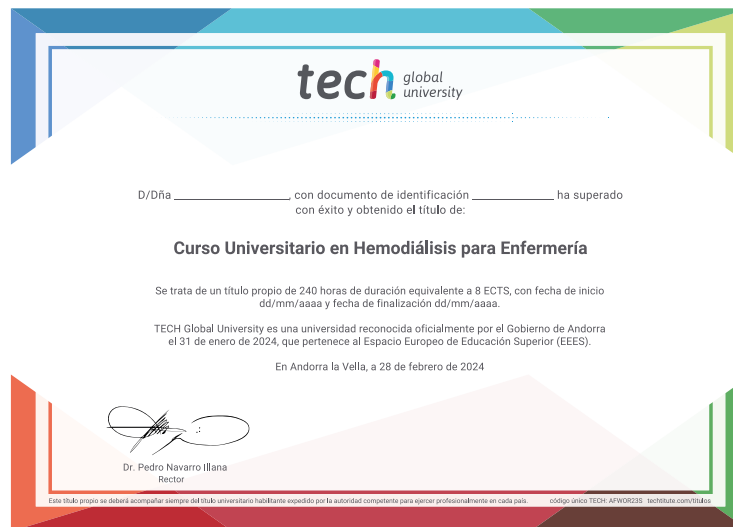 tech global university
D/Dña ______________, con documento de identificación __________ ha superado
con éxito y obtenido el título de:
Curso Universitario en Hemodiálisis para Enfermería
Se trata de un título propio de 240 horas de duración equivalente a 8 ECTS, con fecha de inicio
dd/mm/aaaa y fecha de finalización dd/mm/aaaa.
TECH Global University es una universidad reconocida oficialmente por el Gobierno de Andorra
el 31 de enero de 2024, que pertenece al Espacio Europeo de Educación Superior (EEES).
En Andorra la Vella, a 28 de febrero de 2024
Dr. Pedro Navarro Illana
Rector
Este título propio se deberá acompañar siempre del título universitario habilitante expedido por la autoridad competente para ejercer profesionalmente en cada país. código único TECH: AFWOR23S techtitute.com/titulos